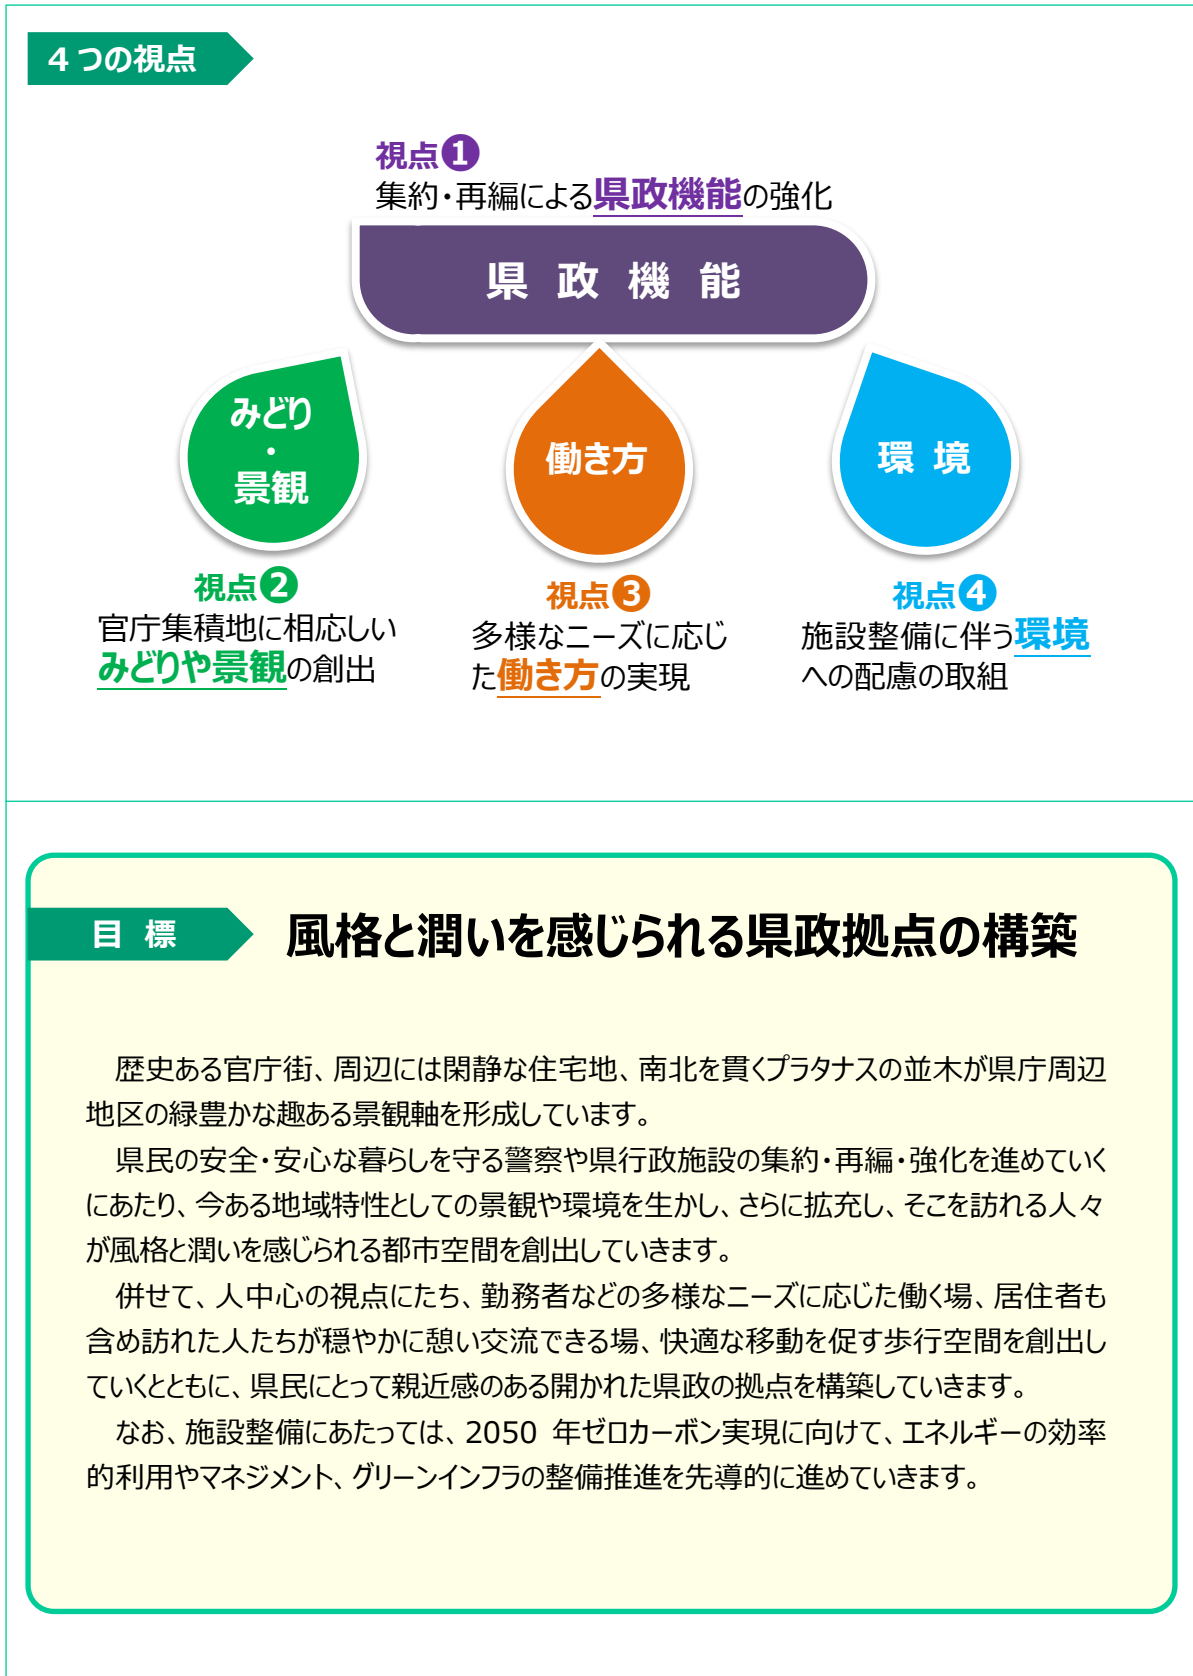 4つの視点
視点❶
集約・再編による県政機能の強化
県政機能
みどり
・
景観
働き方
環境
視点❷
官庁集積地に相応しい
みどりや景観の創出
視点❸
多様なニーズに応じ
た働き方の実現
視点❹
施設整備に伴う環境
への配慮の取組
目標
風格と潤いを感じられる県政拠点の構築
歴史ある官庁街、周辺には閑静な住宅地、南北を貫くプラタナスの並木が県庁周辺
地区の緑豊かな趣ある景観軸を形成しています。
県民の安全・安心な暮らしを守る警察や県行政施設の集約・再編・強化を進めていく
にあたり、今ある地域特性としての景観や環境を生かし、さらに拡充し、そこを訪れる人々
が風格と潤いを感じられる都市空間を創出していきます。
併せて、人中心の視点にたち、勤務者などの多様なニーズに応じた働く場、居住者も
含め訪れた人たちが穏やかに憩い交流できる場、快適な移動を促す歩行空間を創出し
ていくとともに、県民にとって親近感のある開かれた県政の拠点を構築していきます。
なお、施設整備にあたっては、2050 年ゼロカーボン実現に向けて、エネルギーの効率
的利用やマネジメント、グリーンインフラの整備推進を先導的に進めていきます。